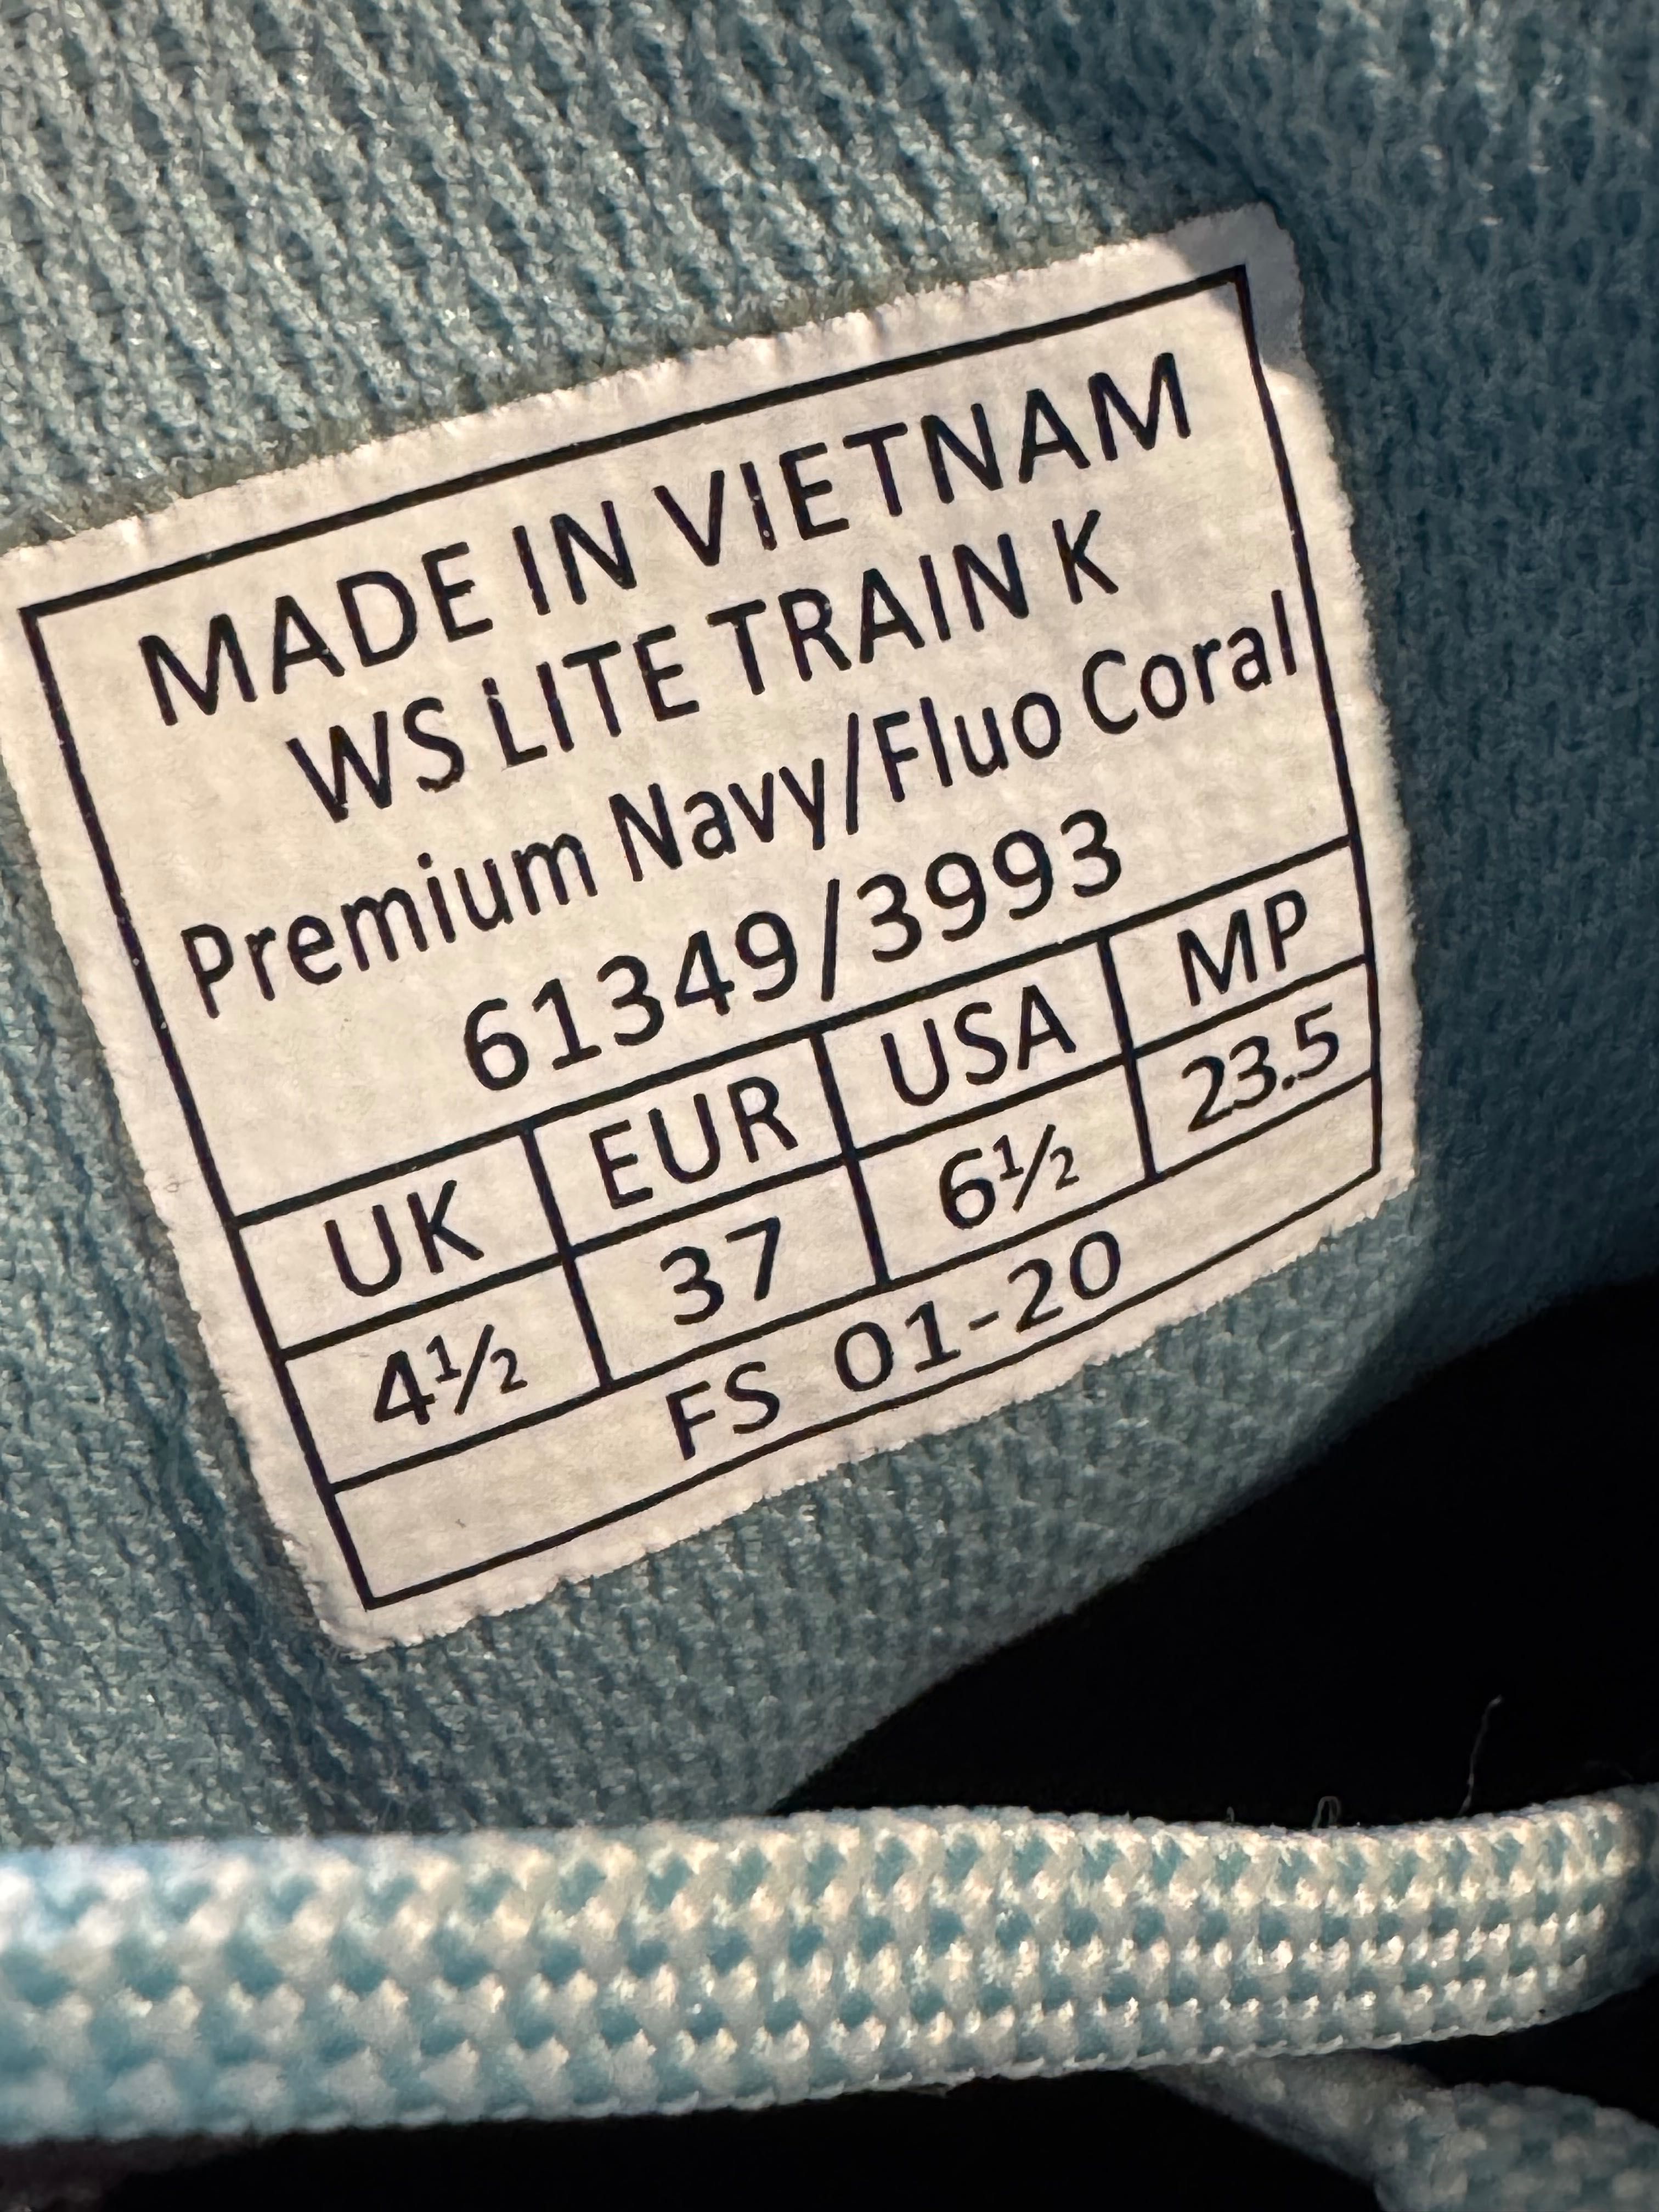 MADE IN VIETNAM
WS LITE TRAIN K
Premium Navy/Fluo Coral
61349/3993
UK EUR USA MP
4½ 37 6½ 23.5
FS 01-20